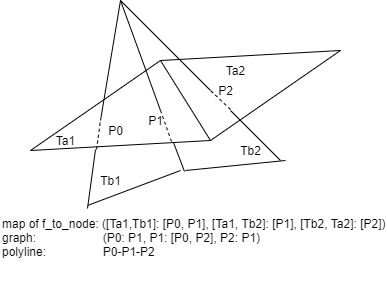 Ta2
P2
P1
P0
Ta1
Tb2
Tb1
map of f_to_node: ([Ta1,Tb1]: [P0, P1], [Ta1, Tb2]: [P1], [Tb2, Ta2]: [P2])
graph: (P0: P1, P1: [P0, P2], P2: P1)
polyline: P0-P1-P2